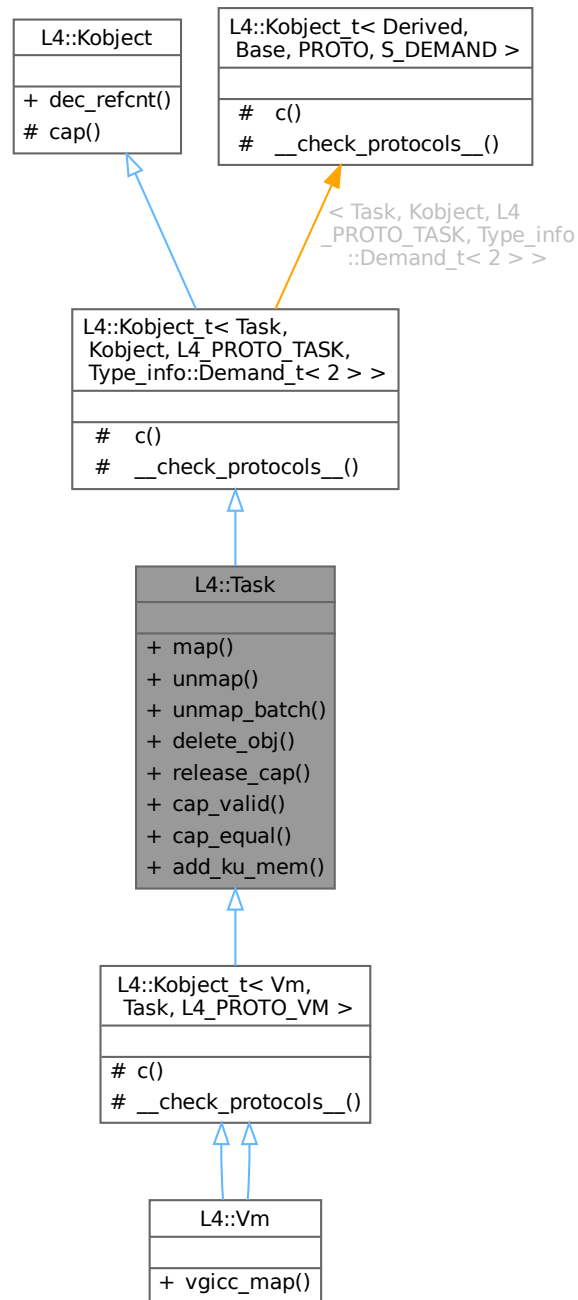 L4::Kobject
+ dec_refcnt()
# cap()
L4::Kobject_t< Derived,
Base, PROTO, S_DEMAND >
# c()
# __check_protocols__()
< Task, Kobject, L4
_PROTO_TASK, Type_info
::Demand_t< 2 > >
L4::Kobject_t< Task,
Kobject, L4_PROTO_TASK,
Type_info::Demand_t< 2 > >
# c()
# __check_protocols__()
L4::Task
+ map()
+ unmap()
+ unmap_batch()
+ delete_obj()
+ release_cap()
+ cap_valid()
+ cap_equal()
+ add_ku_mem()
L4::Kobject_t< Vm,
Task, L4_PROTO_VM >
# c()
# __check_protocols__()
L4::Vm
+ vgicc_map()